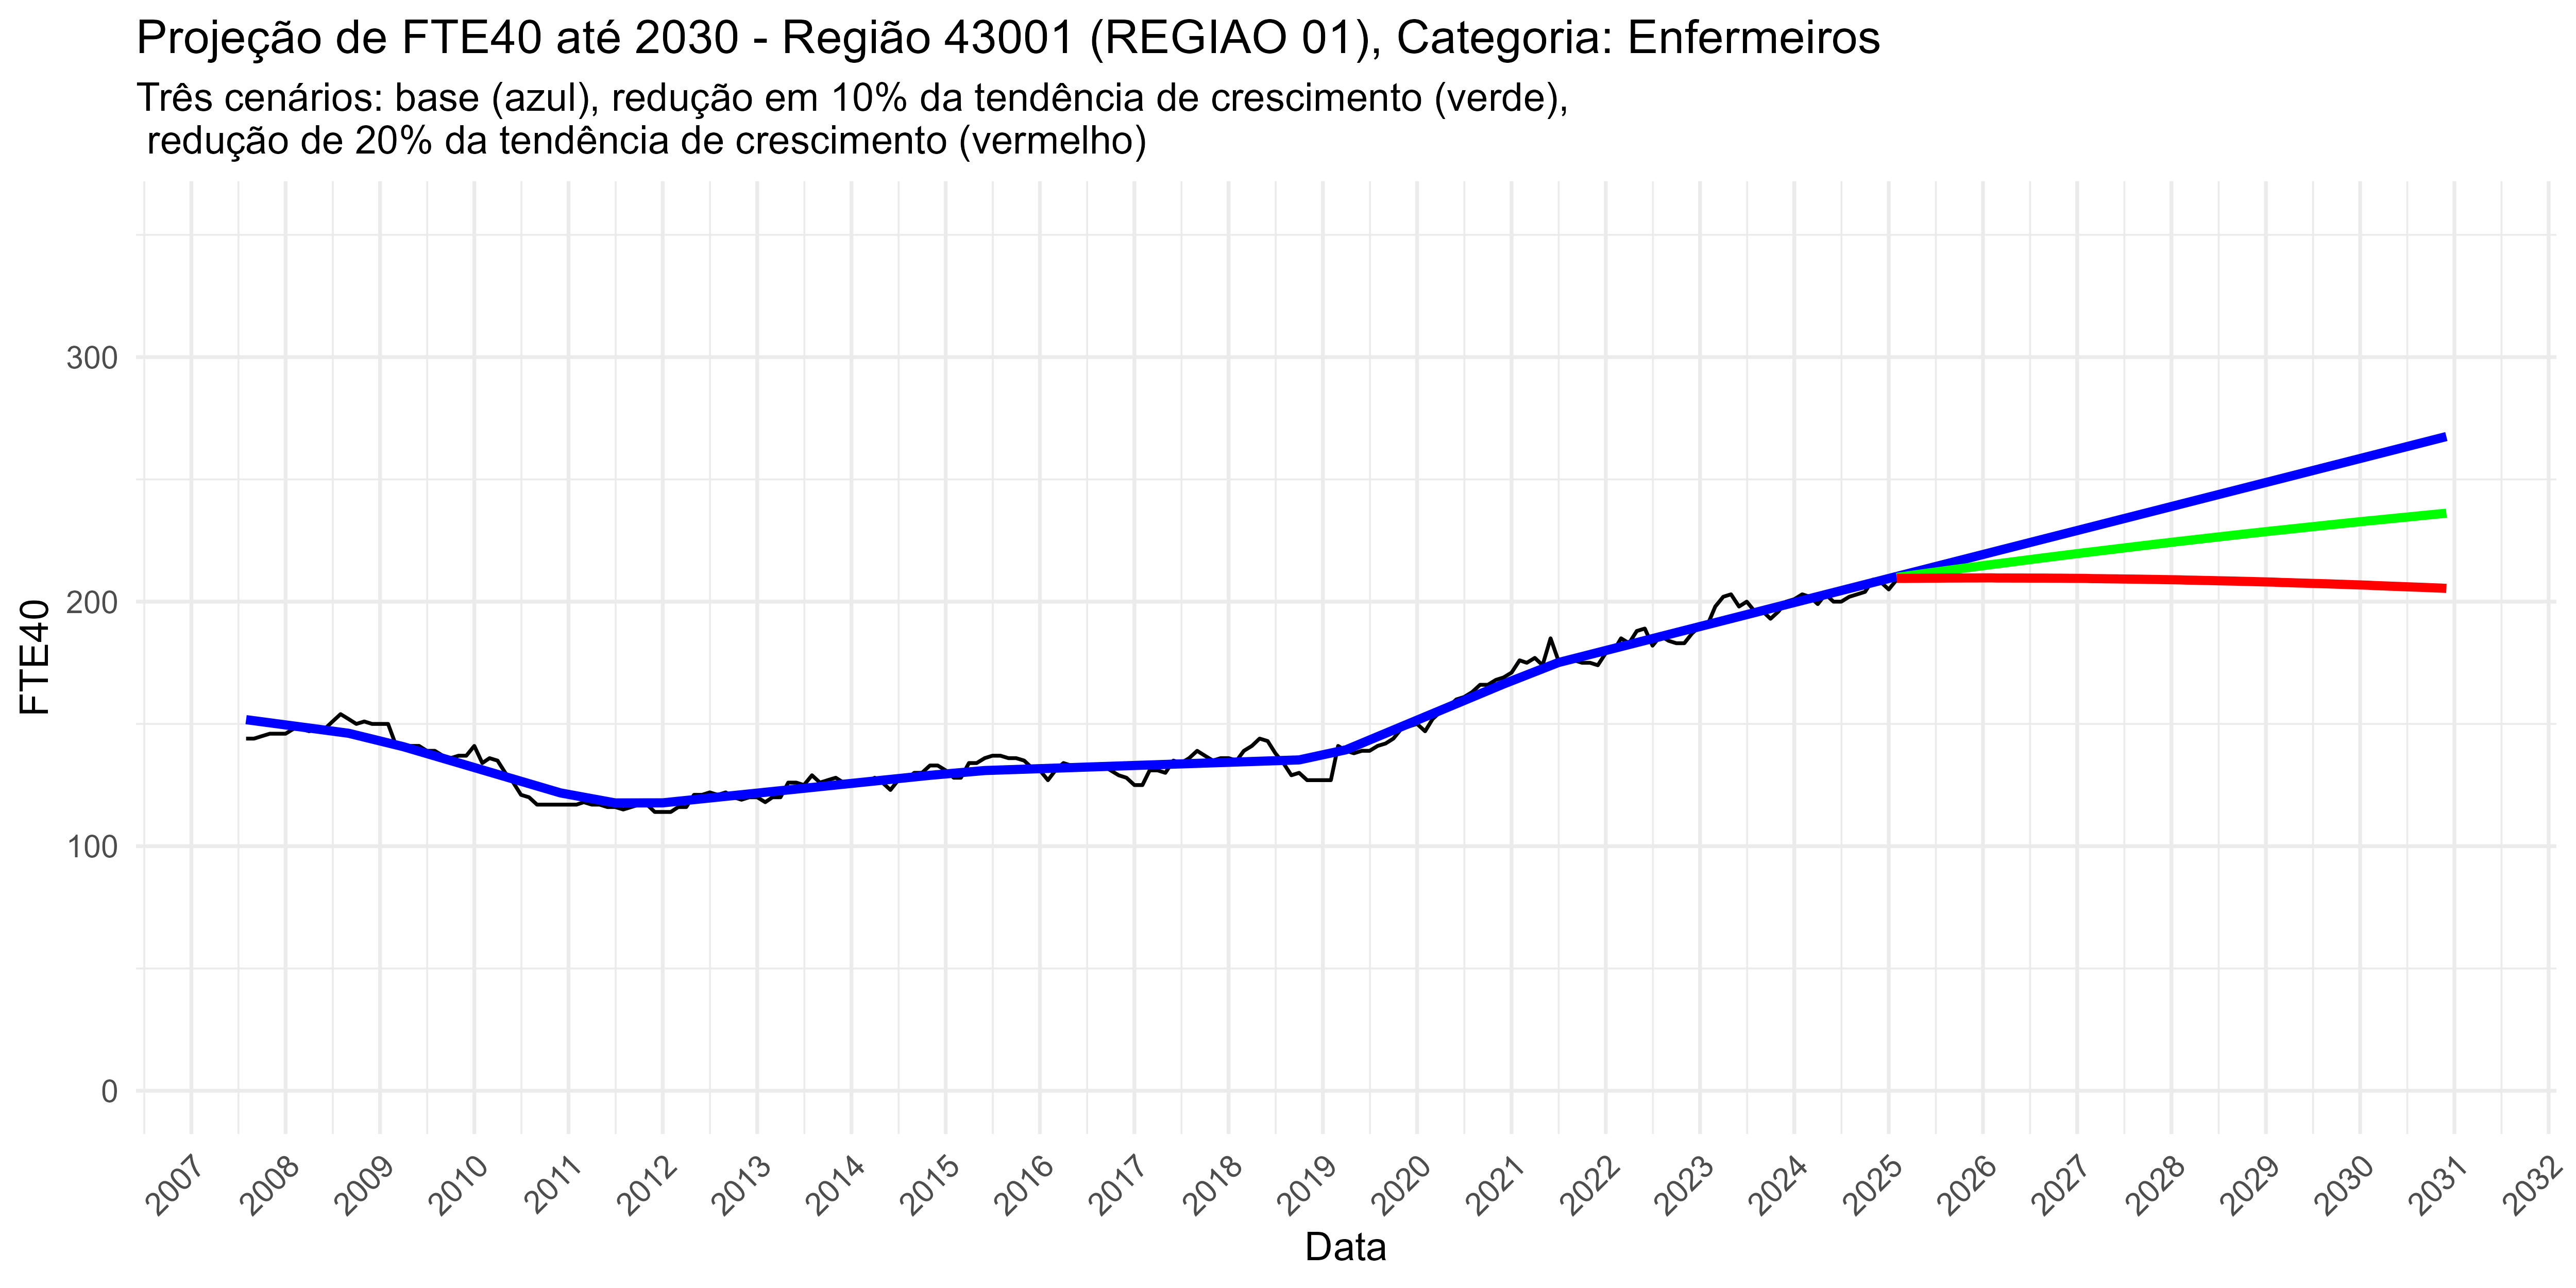 Projeção de FTE40 até 2030 - Região 43001 (REGIAO 01), Categoria: Enfermeiros
Três cenários: base (azul), redução em 10% da tendência de crescimento (verde),
redução de 20% da tendência de crescimento (vermelho)
FTE40
300
200
100
0
2007 2008 2009 2010 2011 2012 2013 2014 2015 2016 2017 2018 2019 2020 2021 2022 2023 2024 2025 2026 2027 2028 2029 2030 2031 2032
Data